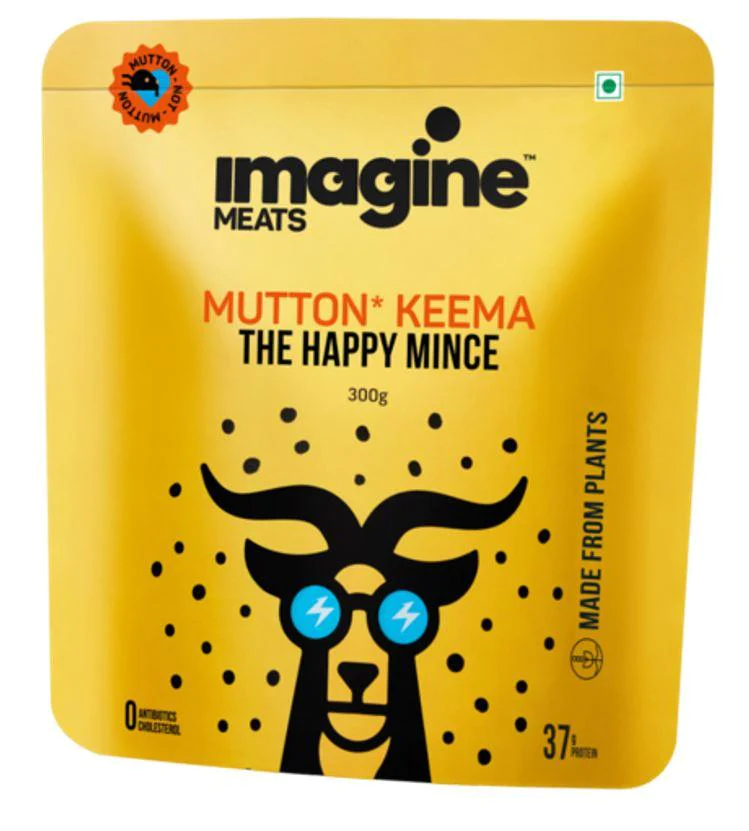 MUTTON - NOT - MUTTON
imagine™
MEATS
MUTTON* KEEMA
THE HAPPY MINCE
300g
MADE FROM PLANTS
0 ANTIBIOTICS
CHOLESTEROL
37g
PROTEIN